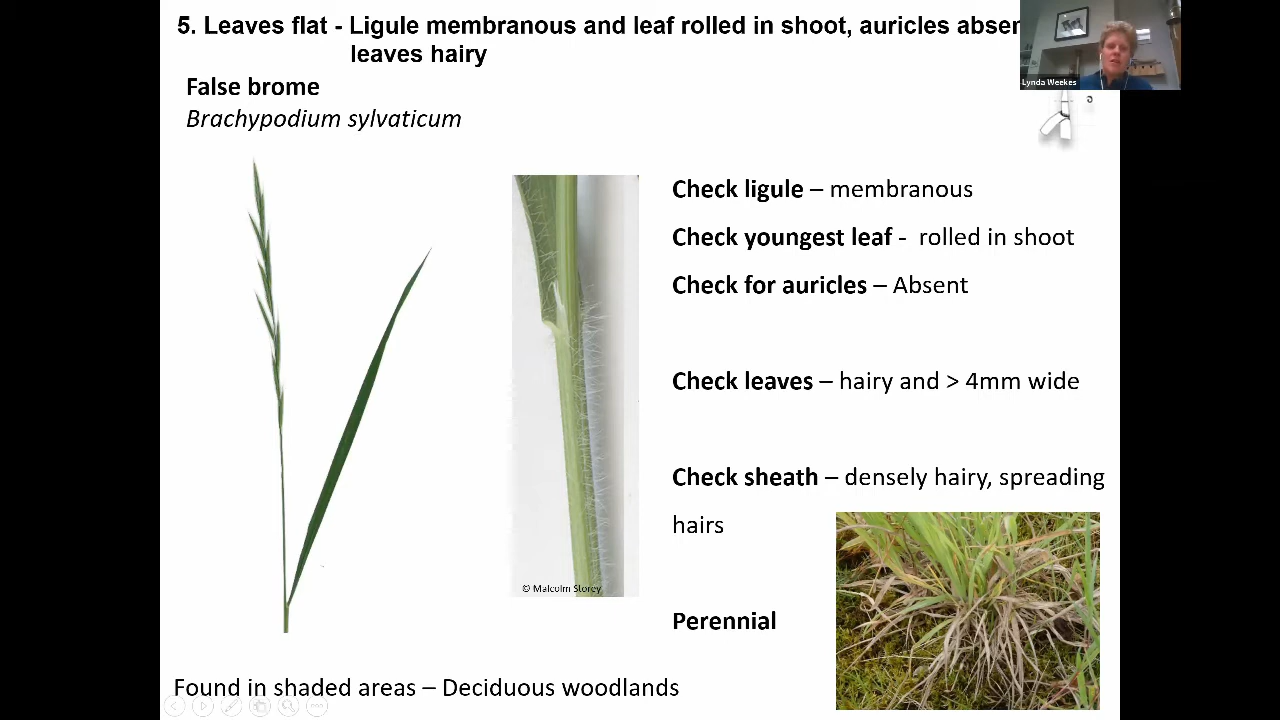 5. Leaves flat - Ligule membranous and leaf rolled in shoot, auricles
leaves hairy
Lynda Weekes
False brome
Brachypodium sylvaticum
a
Check ligule – membranous
Check youngest leaf - rolled in shoot
Check for auricles – Absent
Check leaves – hairy and > 4mm wide
Check sheath – densely hairy, spreading
hairs
© Malcolm Storey
Perennial
Found in shaded areas – Deciduous woodlands